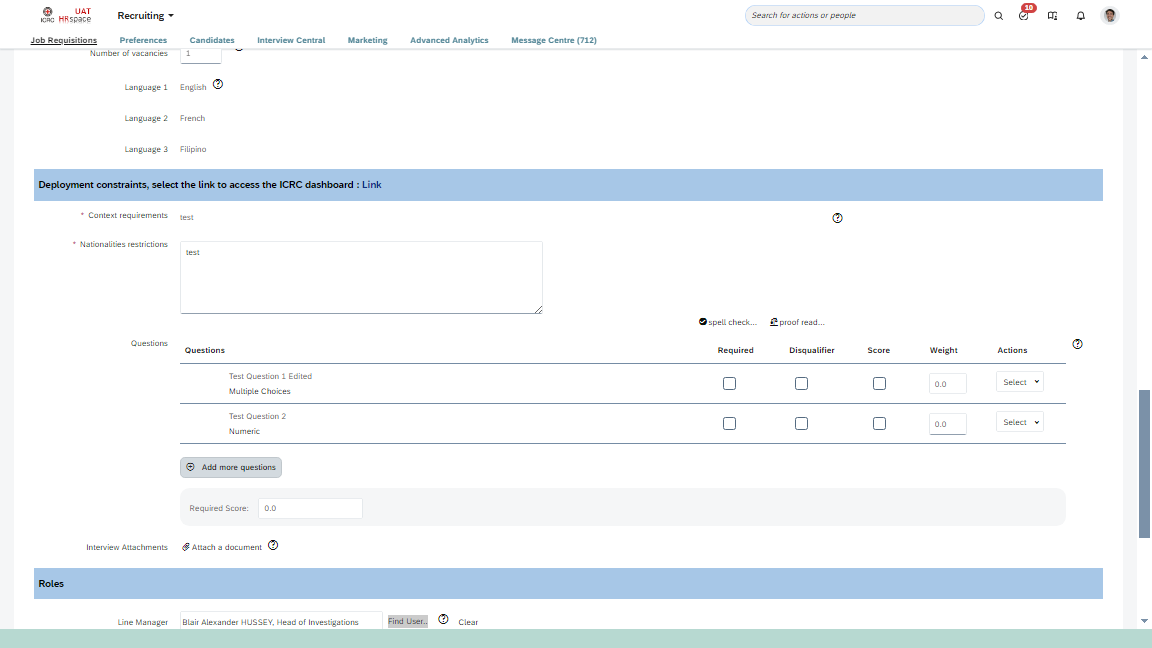 ICRC UAT HRspace Recruiting Search for actions or people 10
Job Requisitions Preferences Candidates Interview Central Marketing Advanced Analytics Message Centre (712)
Number of vacancies 1
Language 1 English
Language 2 French
Language 3 Filipino
Deployment constraints, select the link to access the ICRC dashboard : Link
* Context requirements test
* Nationalities restrictions test
spell check... proof read...
Questions
Questions Required Disqualifier Score Weight Actions
Test Question 1 Edited
Multiple Choices 0.0 Select
Test Question 2
Numeric 0.0 Select
Add more questions
Required Score: 0.0
Interview Attachments Attach a document
Roles
Line Manager Blair Alexander HUSSEY, Head of Investigations Find User.. Clear